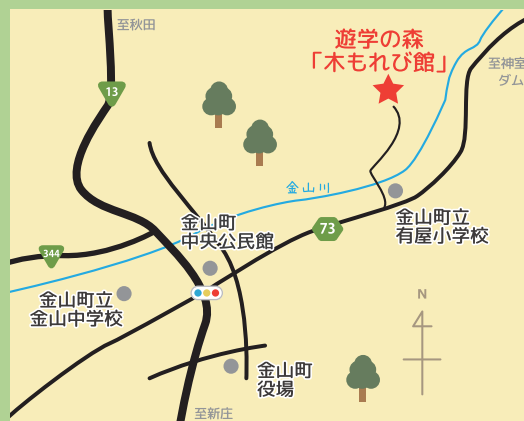 至秋田
遊学の森
「木もれび館」
至神室
ダム
13
金山川
金山町
中央公民館
73
金山町立
有屋小学校
344
金山町立
金山中学校
N
金山町
役場
至新庄